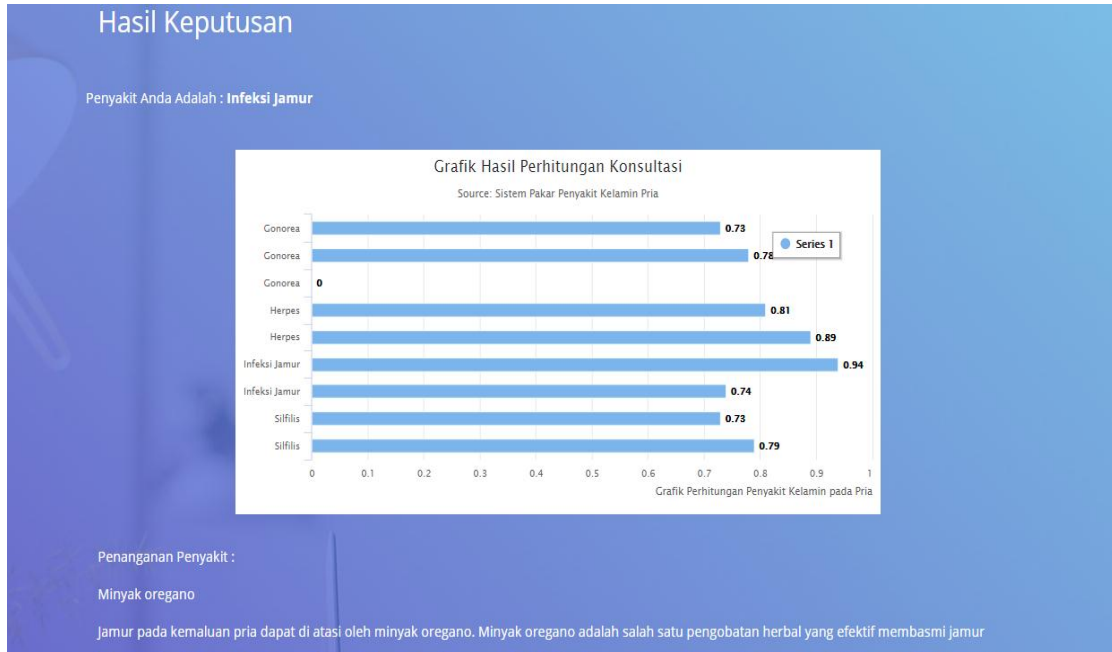 Hasil Keputusan
Penyakit Anda Adalah : Infeksi Jamur
Grafik Hasil Perhitungan Konsultasi
Source: Sistem Pakar Penyakit Kelamin Pria
Gonorea 0.73
Series 1
Gonorea 0.78
Gonorea 0
Herpes 0.81
Herpes 0.89
Infeksi Jamur 0.94
Infeksi Jamur 0.74
Silfilis 0.73
Silfilis 0.79
0 0.1 0.2 0.3 0.4 0.5 0.6 0.7 0.8 0.9 1
Grafik Perhitungan Penyakit Kelamin pada Pria
Penanganan Penyakit :
Minyak oregano
Jamur pada kemaluan pria dapat di atasi oleh minyak oregano. Minyak oregano adalah salah satu pengobatan herbal yang efektif membasmi jamur